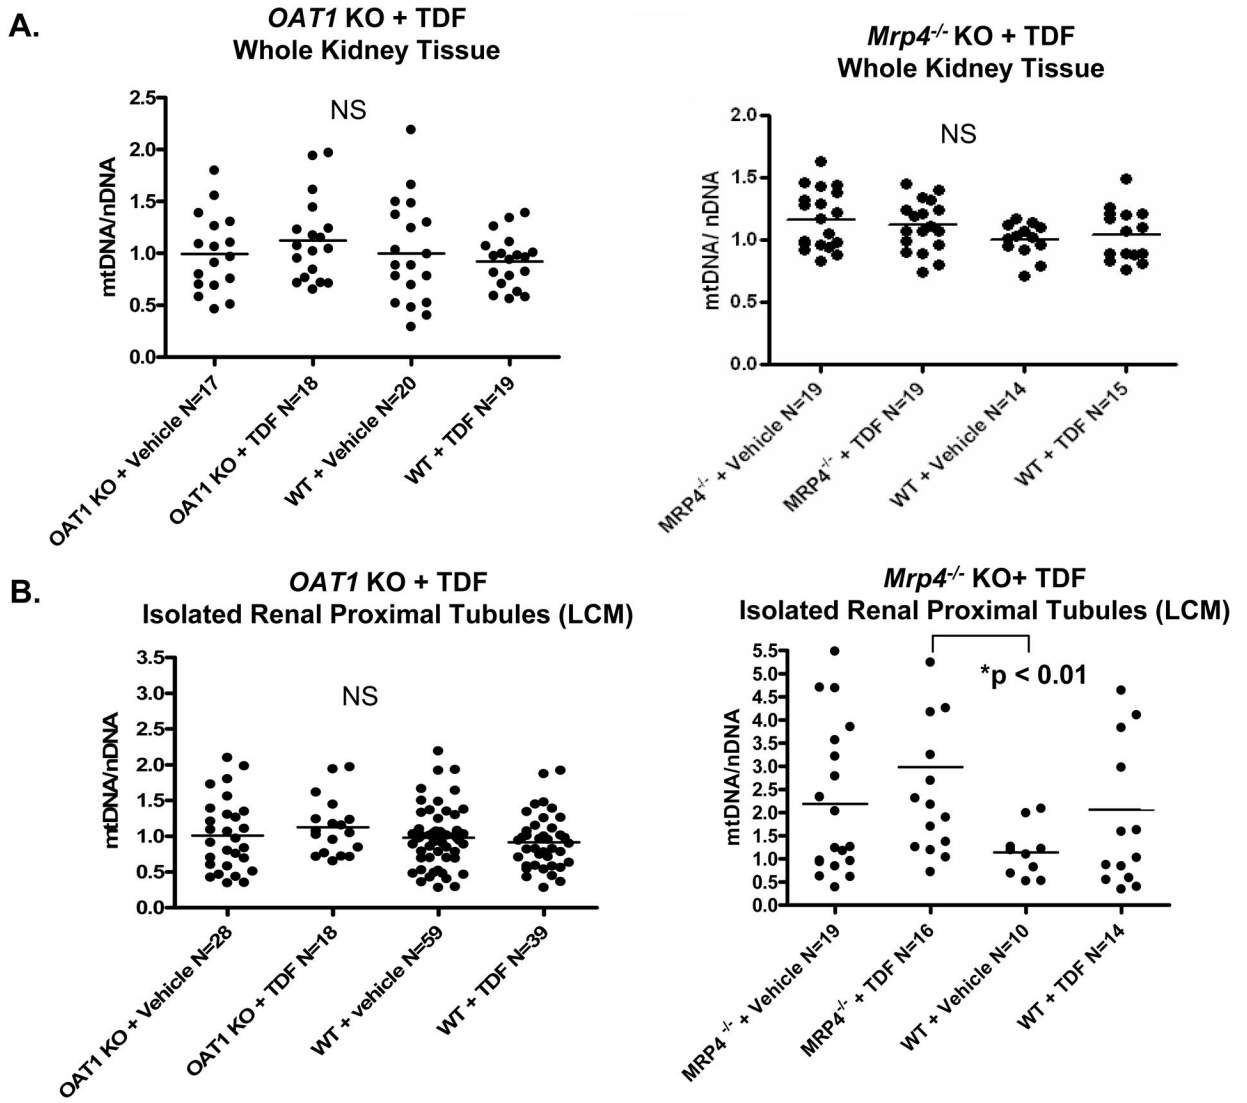 A.
OAT1 KO + TDF
Whole Kidney Tissue
NS
mtDNA/nDNA
2.5
2.0
1.5
1.0
0.5
0.0
OAT1 KO + Vehicle N=17
OAT1 KO + TDF N=18
WT + Vehicle N=20
WT + TDF N=19
Mrp4-/- KO + TDF
Whole Kidney Tissue
NS
mtDNA/ nDNA
2.0
1.5
1.0
0.5
0.0
MRP4-/- + Vehicle N=19
MRP4-/- + TDF N=19
WT + Vehicle N=14
WT + TDF N=15
B.
OAT1 KO + TDF
Isolated Renal Proximal Tubules (LCM)
NS
mtDNA/nDNA
3.5
3.0
2.5
2.0
1.5
1.0
0.5
0.0
OAT1 KO + Vehicle N=28
OAT1 KO + TDF N=18
WT + vehicle N=59
WT + TDF N=39
Mrp4-/- KO+ TDF
Isolated Renal Proximal Tubules (LCM)
*p < 0.01
mtDNA/nDNA
5.5
5.0
4.5
4.0
3.5
3.0
2.5
2.0
1.5
1.0
0.5
0.0
MRP4 -/- + Vehicle N=19
MRP4-/- + TDF N=16
WT + Vehicle N=10
WT + TDF N=14